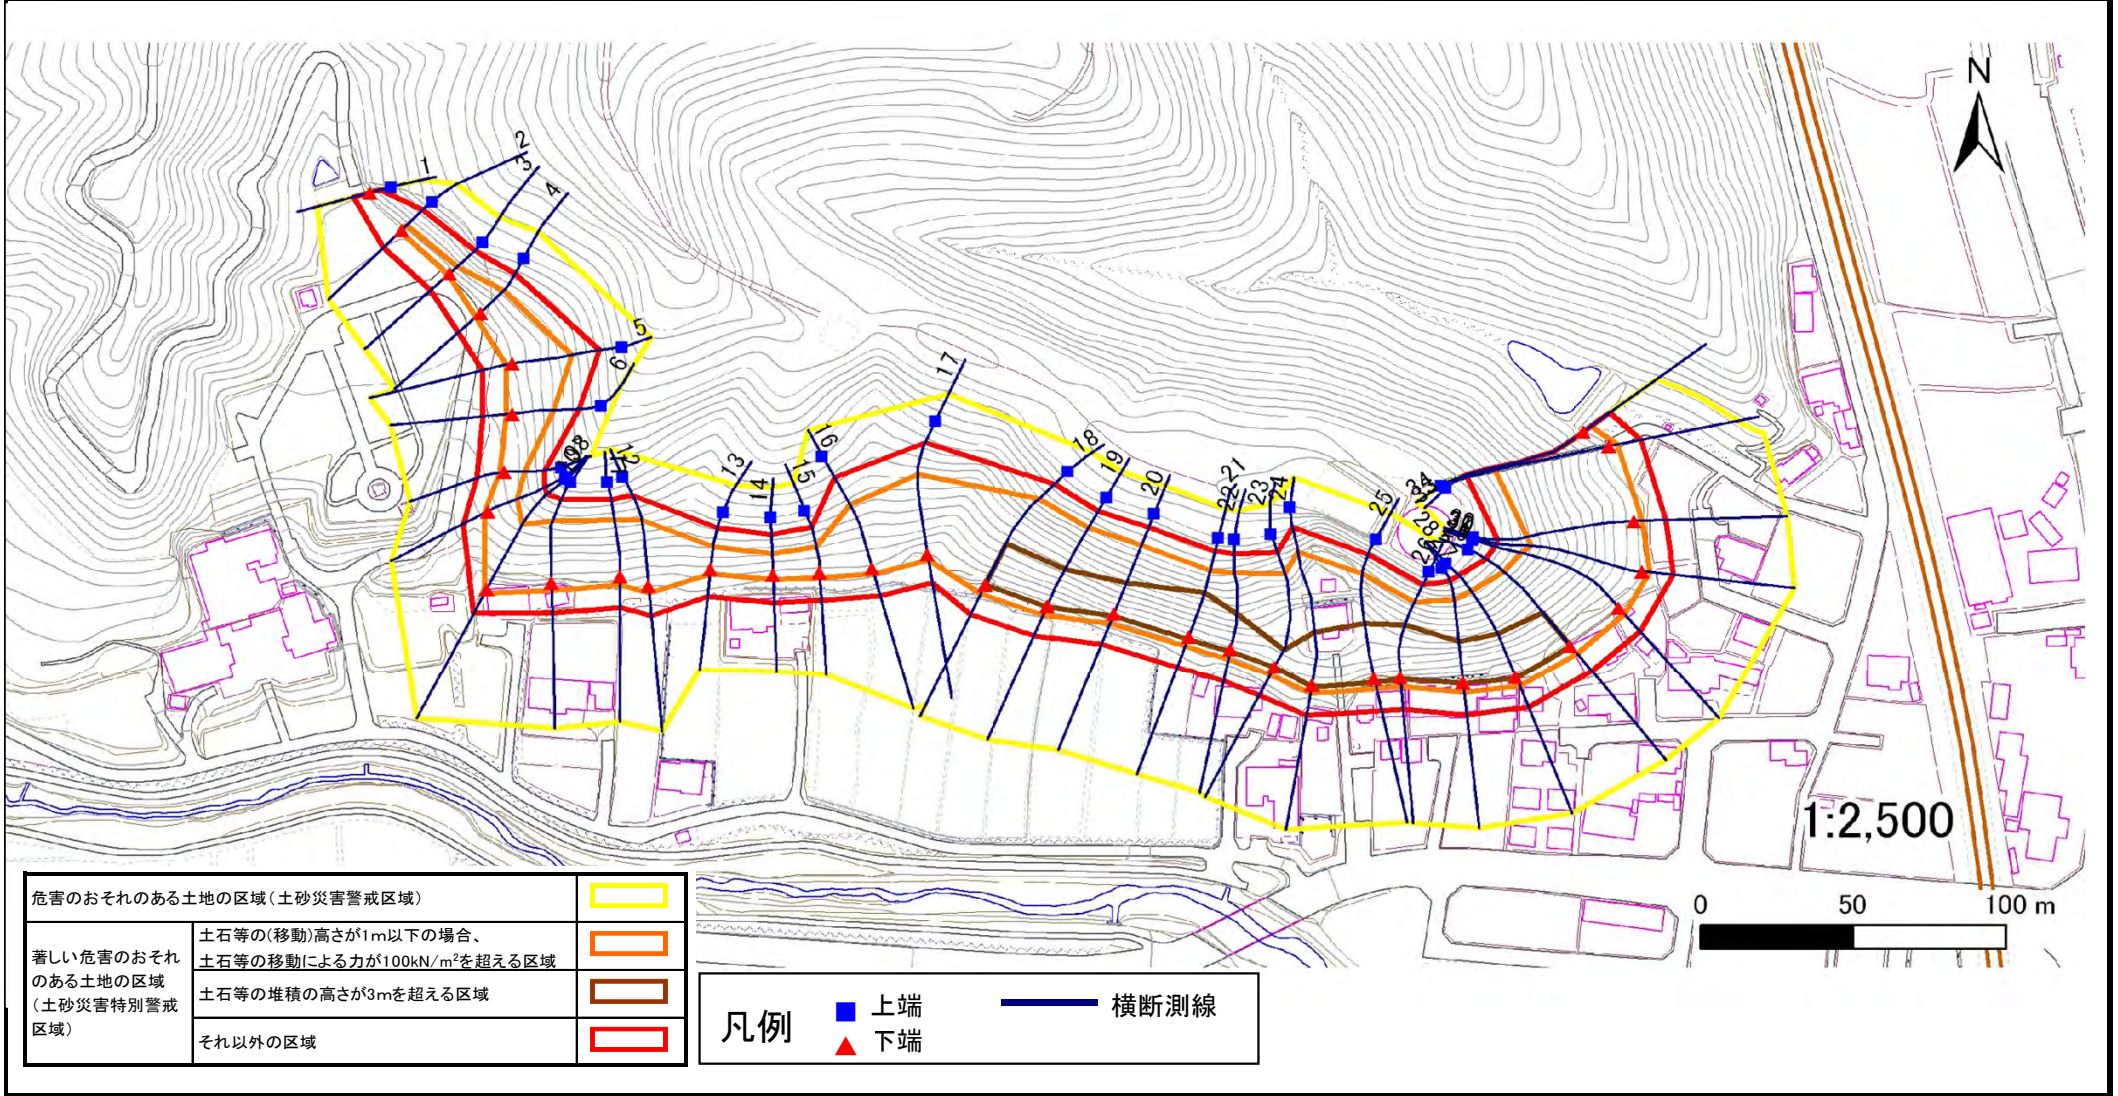 1
2
3
4
5
6
12
13
14
15
16
17
18
19
20
21
22
23
24
25
28
34
N
1:2,500
0 50 100 m
危害のおそれのある土地の区域(土砂災害警戒区域)
著しい危害のおそれ
のある土地の区域
(土砂災害特別警戒
区域)
土石等の(移動)高さが1m以下の場合、
土石等の移動による力が100kN/m²を超える区域
土石等の堆積の高さが3mを超える区域
それ以外の区域
凡例
上端
下端
横断測線